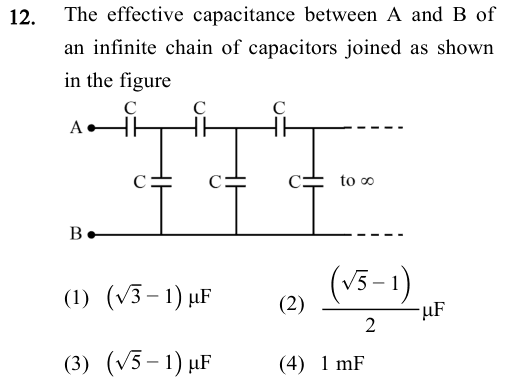 12. The effective capacitance between A and B of
an infinite chain of capacitors joined as shown
in the figure
C C C
A
C C C to ∞
B
(1) (√3 − 1) μF (2) (√5 − 1)/2 μF
(3) (√5 − 1) μF (4) 1 mF